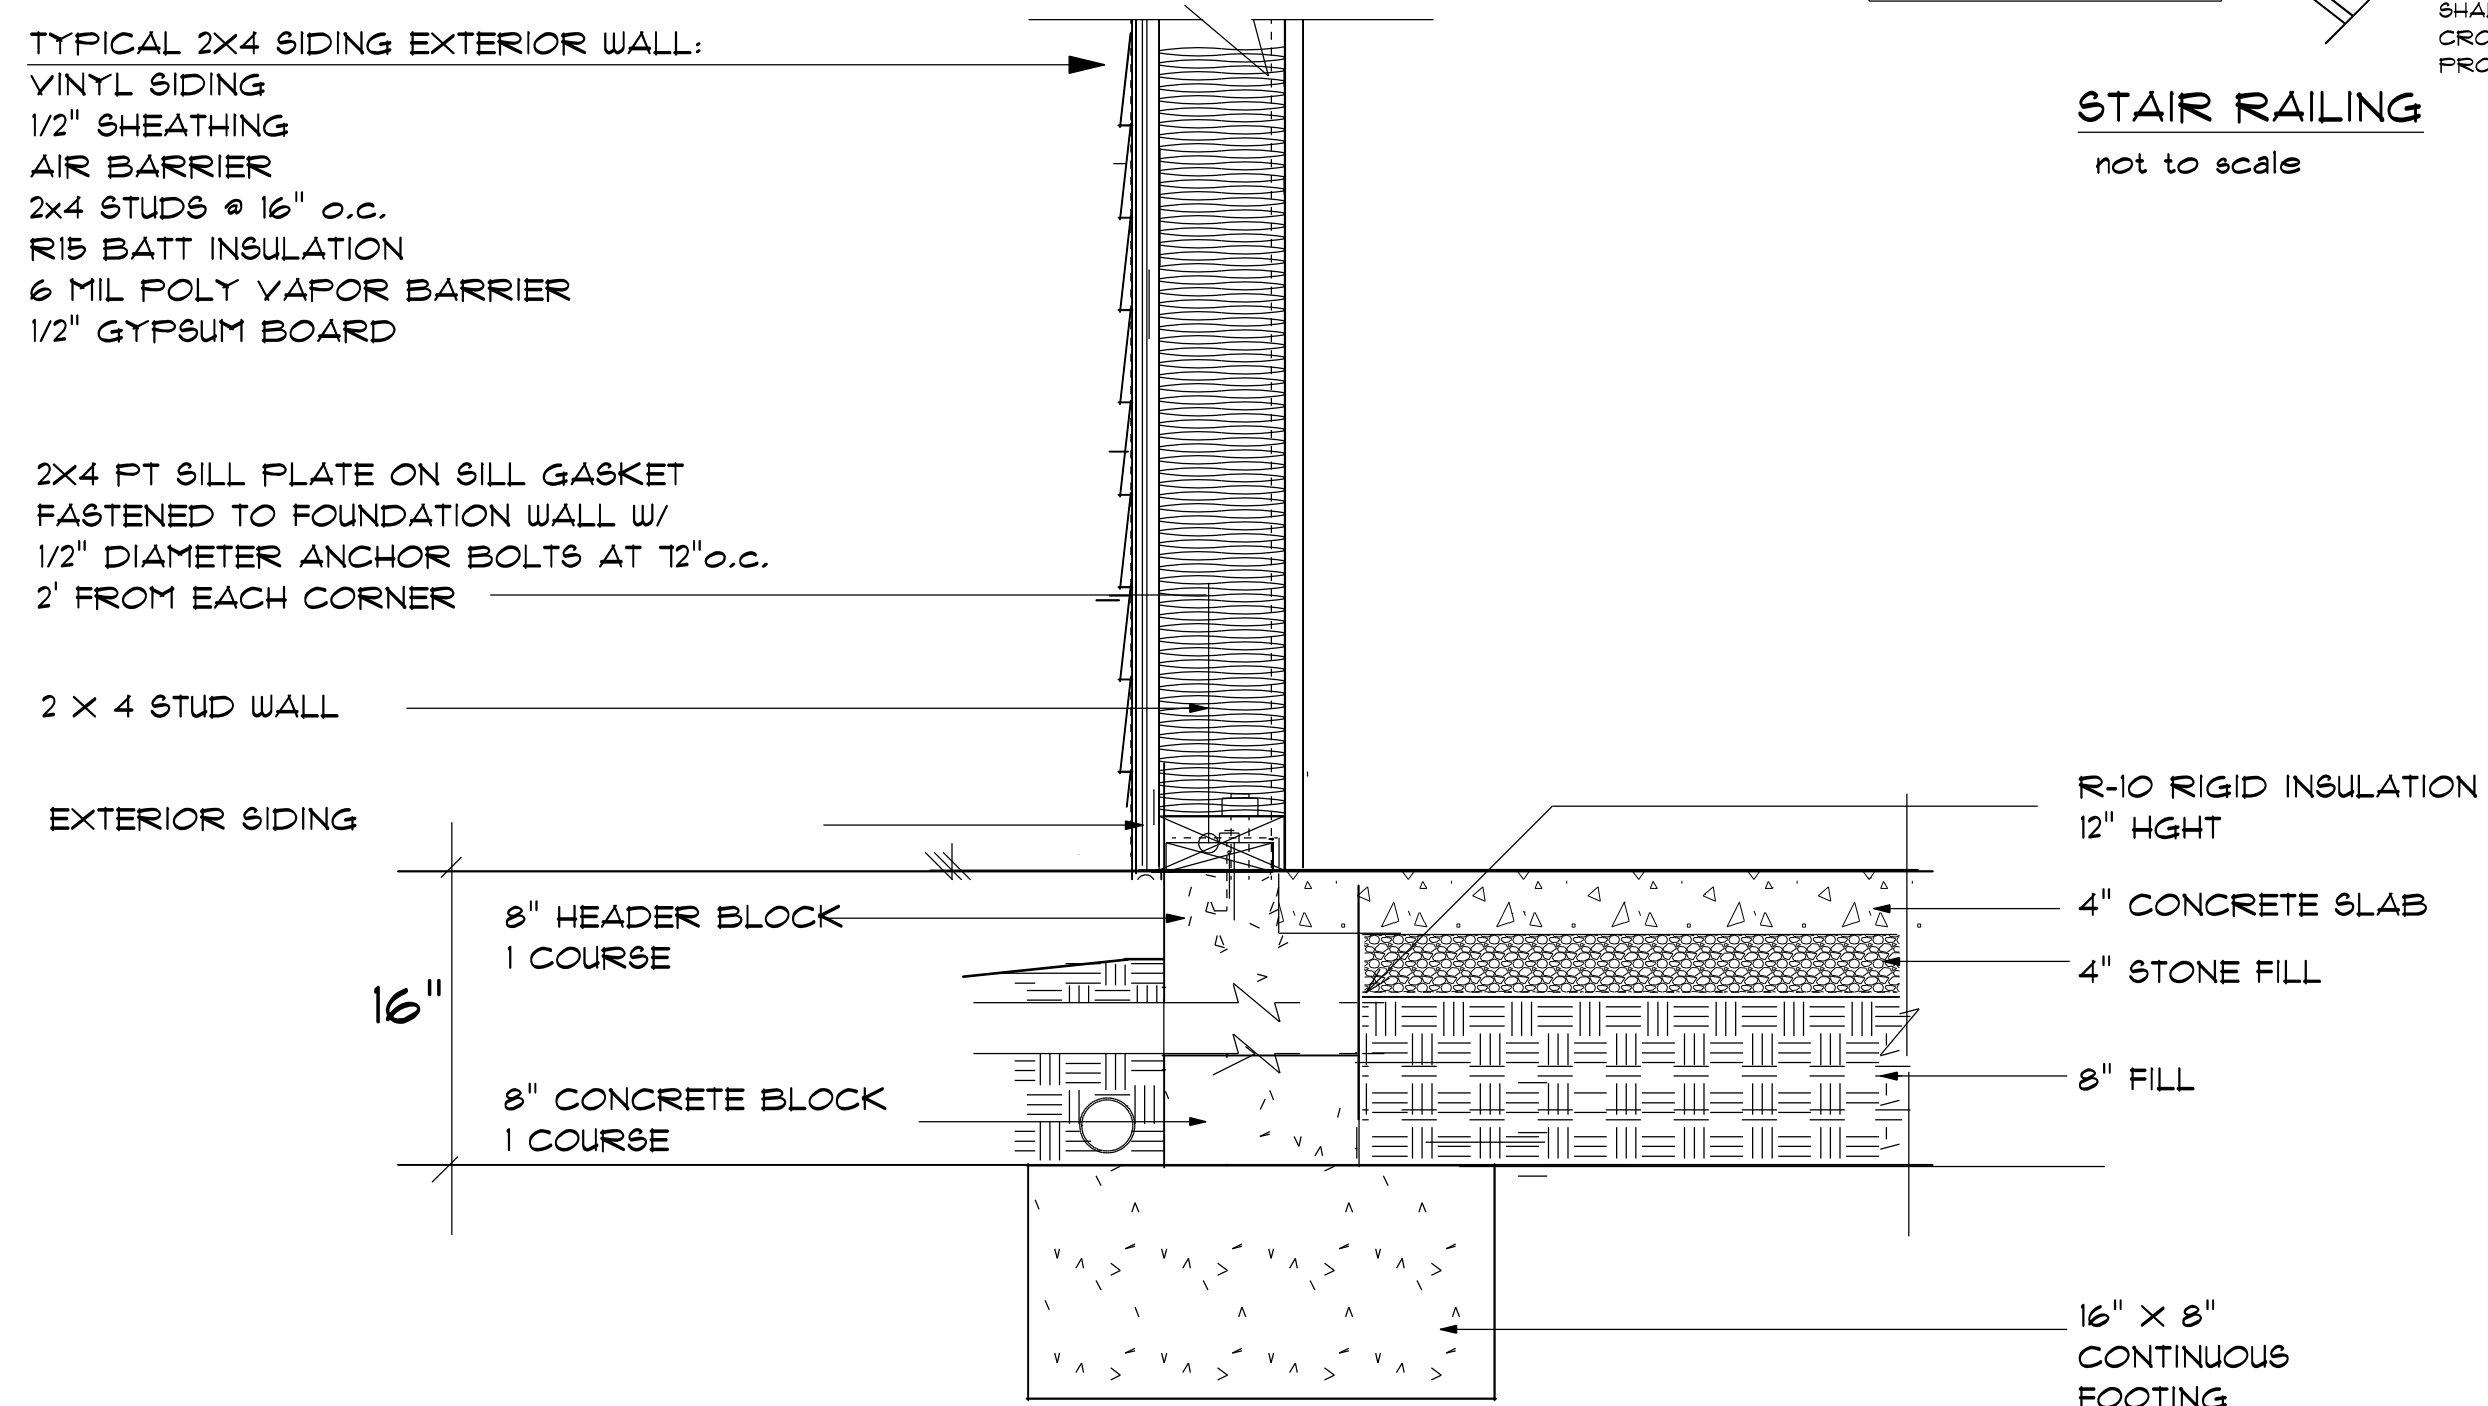 TYPICAL 2X4 SIDING EXTERIOR WALL:
VINYL SIDING
1/2" SHEATHING
AIR BARRIER
2x4 STUDS @ 16" o.c.
R15 BATT INSULATION
6 MIL POLY VAPOR BARRIER
1/2" GYPSUM BOARD
2X4 PT SILL PLATE ON SILL GASKET
FASTENED TO FOUNDATION WALL W/
1/2" DIAMETER ANCHOR BOLTS AT 72"o.c.
2' FROM EACH CORNER
2 X 4 STUD WALL
EXTERIOR SIDING
8" HEADER BLOCK
1 COURSE
16"
8" CONCRETE BLOCK
1 COURSE
SHA
CRO
PRO
STAIR RAILING
not to scale
R-10 RIGID INSULATION
12" HGHT
4" CONCRETE SLAB
4" STONE FILL
8" FILL
16" X 8"
CONTINUOUS
FOOTING